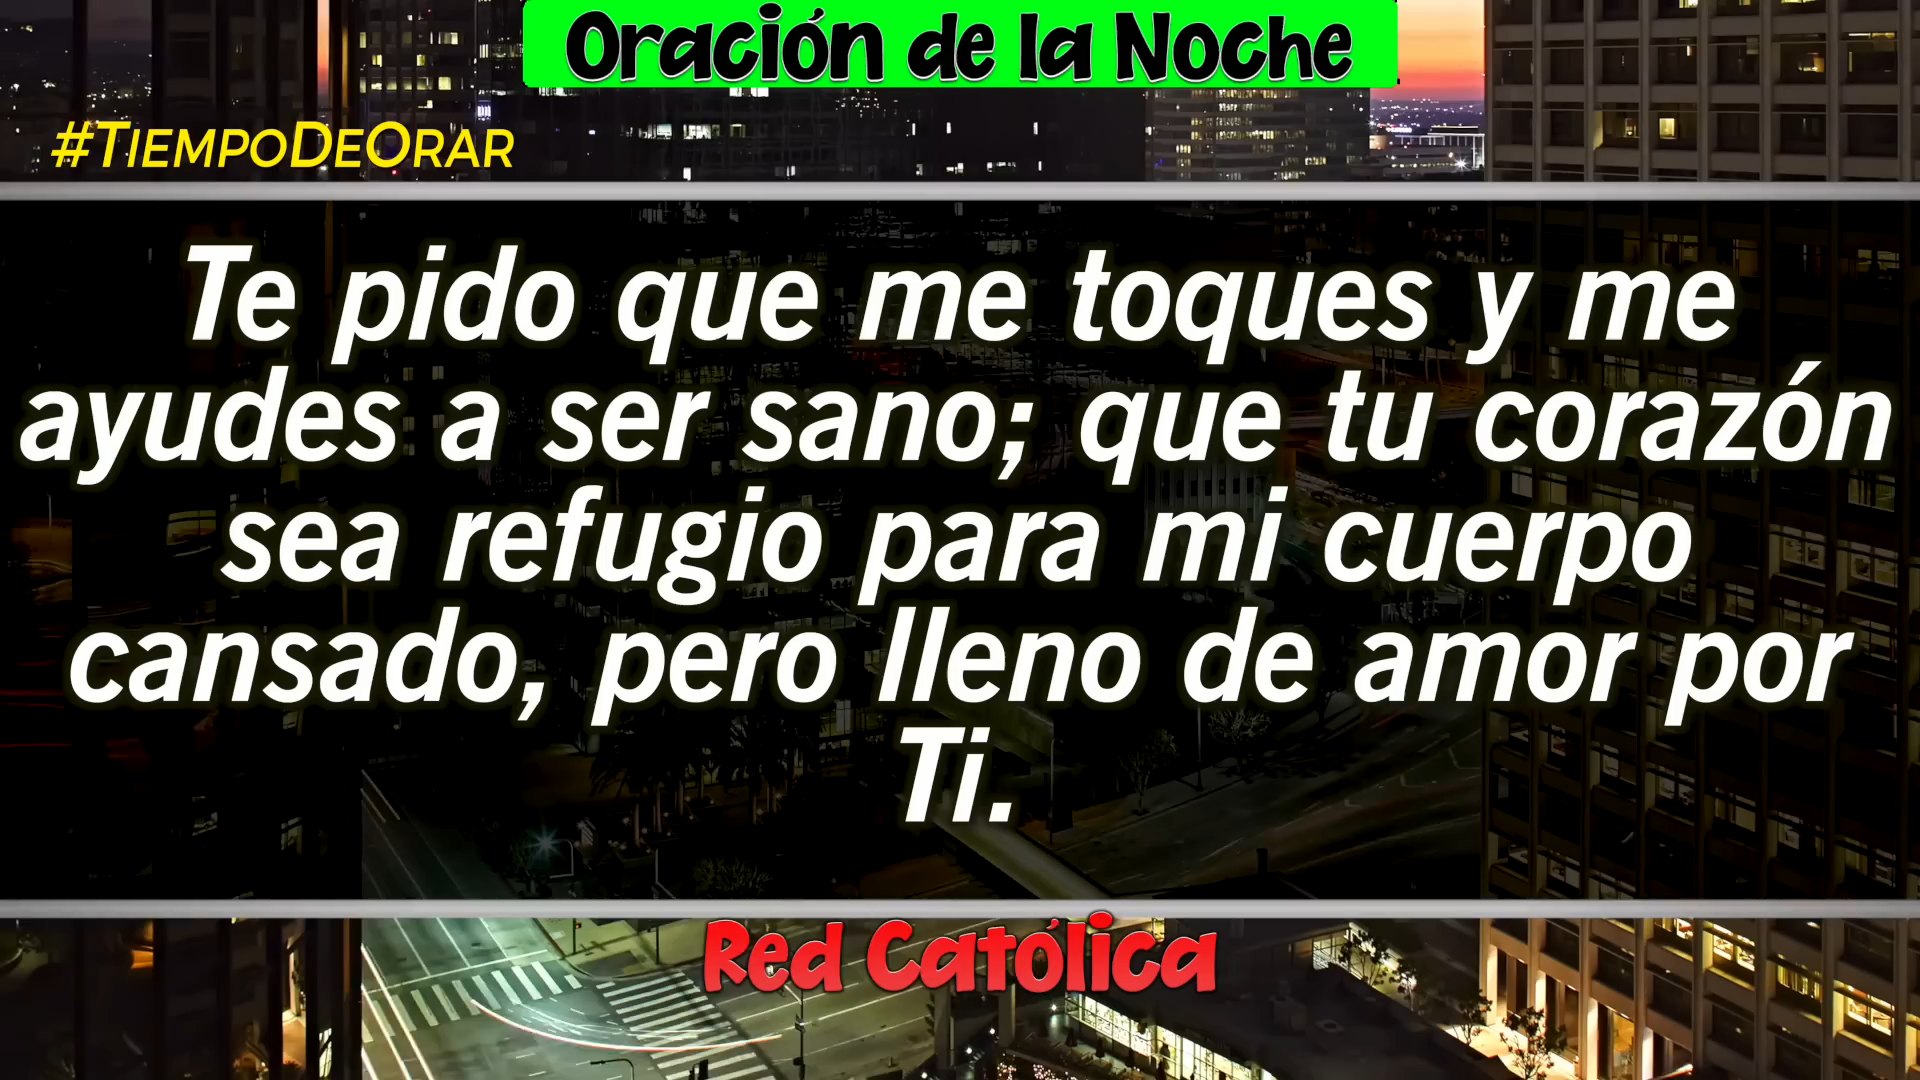 Oración de la Noche
#TiempoDeOrar
Te pido que me toques y me
ayudes a ser sano; que tu corazón
sea refugio para mi cuerpo
cansado, pero lleno de amor por
Ti.
Red Católica